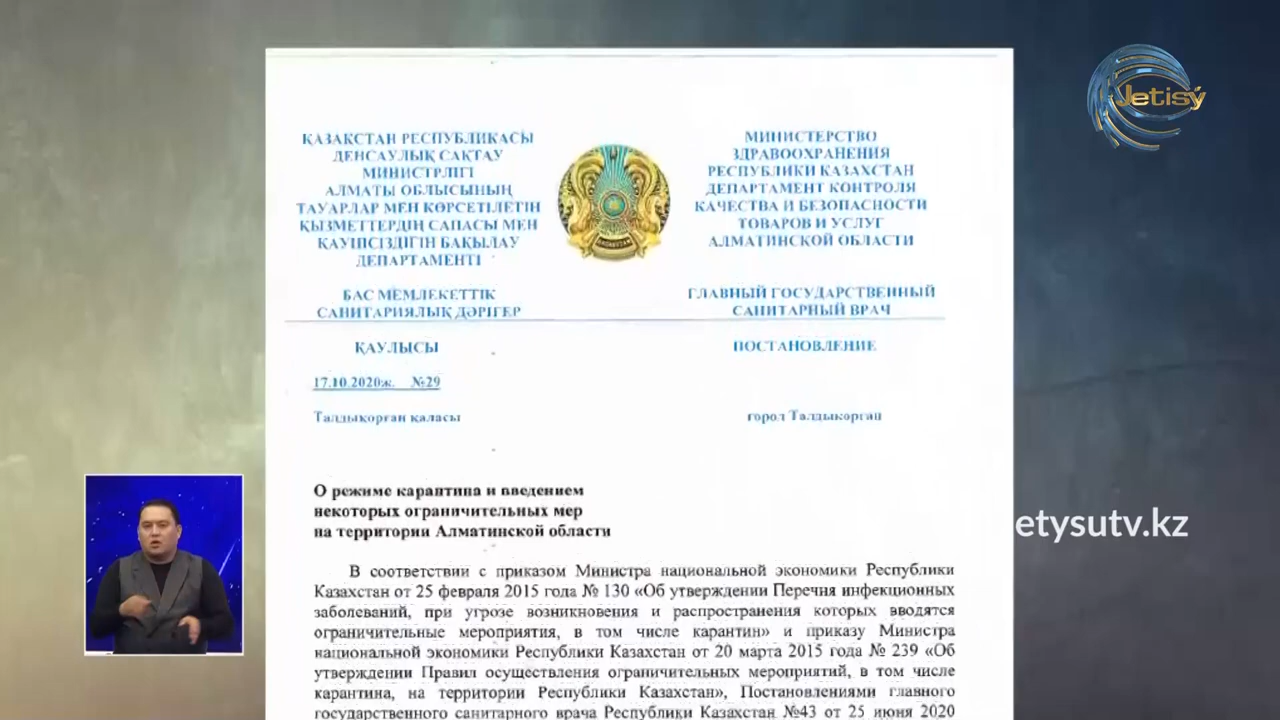 Jetisý
ҚАЗАҚСТАН РЕСПУБЛИКАСЫ
ДЕНСАУЛЫҚ САҚТАУ
МИНИСТРЛІГІ
АЛМАТЫ ОБЛЫСЫНЫҢ
ТАУАРЛАР МЕН КӨРСЕТІЛЕТІН
ҚЫЗМЕТТЕРДІҢ САПАСЫ МЕН
ҚАУІПСІЗДІГІН БАҚЫЛАУ
ДЕПАРТАМЕНТІ
МИНИСТЕРСТВО
ЗДРАВООХРАНЕНИЯ
РЕСПУБЛИКИ КАЗАХСТАН
ДЕПАРТАМЕНТ КОНТРОЛЯ
КАЧЕСТВА И БЕЗОПАСНОСТИ
ТОВАРОВ И УСЛУГ
АЛМАТИНСКОЙ ОБЛАСТИ
БАС МЕМЛЕКЕТТІК
САНИТАРИЯЛЫҚ ДӘРІГЕР
ГЛАВНЫЙ ГОСУДАРСТВЕННЫЙ
САНИТАРНЫЙ ВРАЧ
ҚАУЛЫСЫ
ПОСТАНОВЛЕНИЕ
17.10.2020ж. №29
Талдықорған қаласы
город Талдыкорган
О режиме карантина и введением
некоторых ограничительных мер
на территории Алматинской области
etysutv.kz
В соответствии с приказом Министра национальной экономики Республики
Казахстан от 25 февраля 2015 года № 130 «Об утверждении Перечня инфекционных
заболеваний, при угрозе возникновения и распространения которых вводятся
ограничительные мероприятия, в том числе карантин» и приказу Министра
национальной экономики Республики Казахстан от 20 марта 2015 года № 239 «Об
утверждении Правил осуществления ограничительных мероприятий, в том числе
карантина, на территории Республики Казахстан», Постановлениями главного
государственного санитарного врача Республики Казахстан №43 от 25 июня 2020